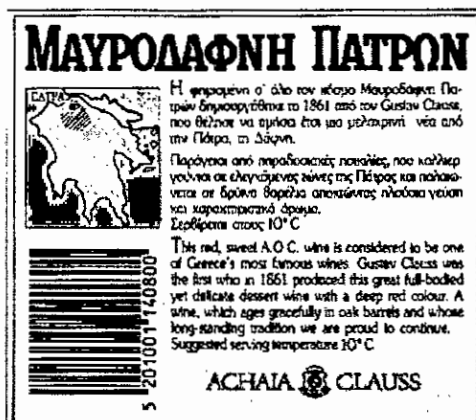 ΜΑΥΡΟΔΑΦΝΗ ΠΑΤΡΩΝ
ΠΑΤΡΑ
Η φημισμένη σ' όλο τον κόσμο Μαυροδάφνη Πα-
τρών δημιουργήθηκε το 1861 από τον Gustav Clauss,
που θέλησε να τιμήσει έτσι μια μελαχρινή νέα από
την Πάτρα, τη Δάφνη.
Παράγεται από παραδοσιακές ποικιλίες, που καλλιερ
γούνται σε ελεγχόμενες ζώνες της Πάτρας και παλαιώ-
νεται σε δρύινα βαρέλια αποκτώντας πλούσια γεύση
και χαρακτηριστικό άρωμα.
Σερβίρεται στους 10°C
This red, sweet A.O.C. wine is considered to be one
of Greece's most famous wines. Gustav Clauss was
the first who in 1861 produced this great full-bodied
yet delicate dessert wine with a deep red colour. A
wine, which ages gracefully in oak barrels and whose
long-standing tradition we are proud to continue.
Suggested serving temperature 10°C
5 201001 140800
ACHAIA CLAUSS